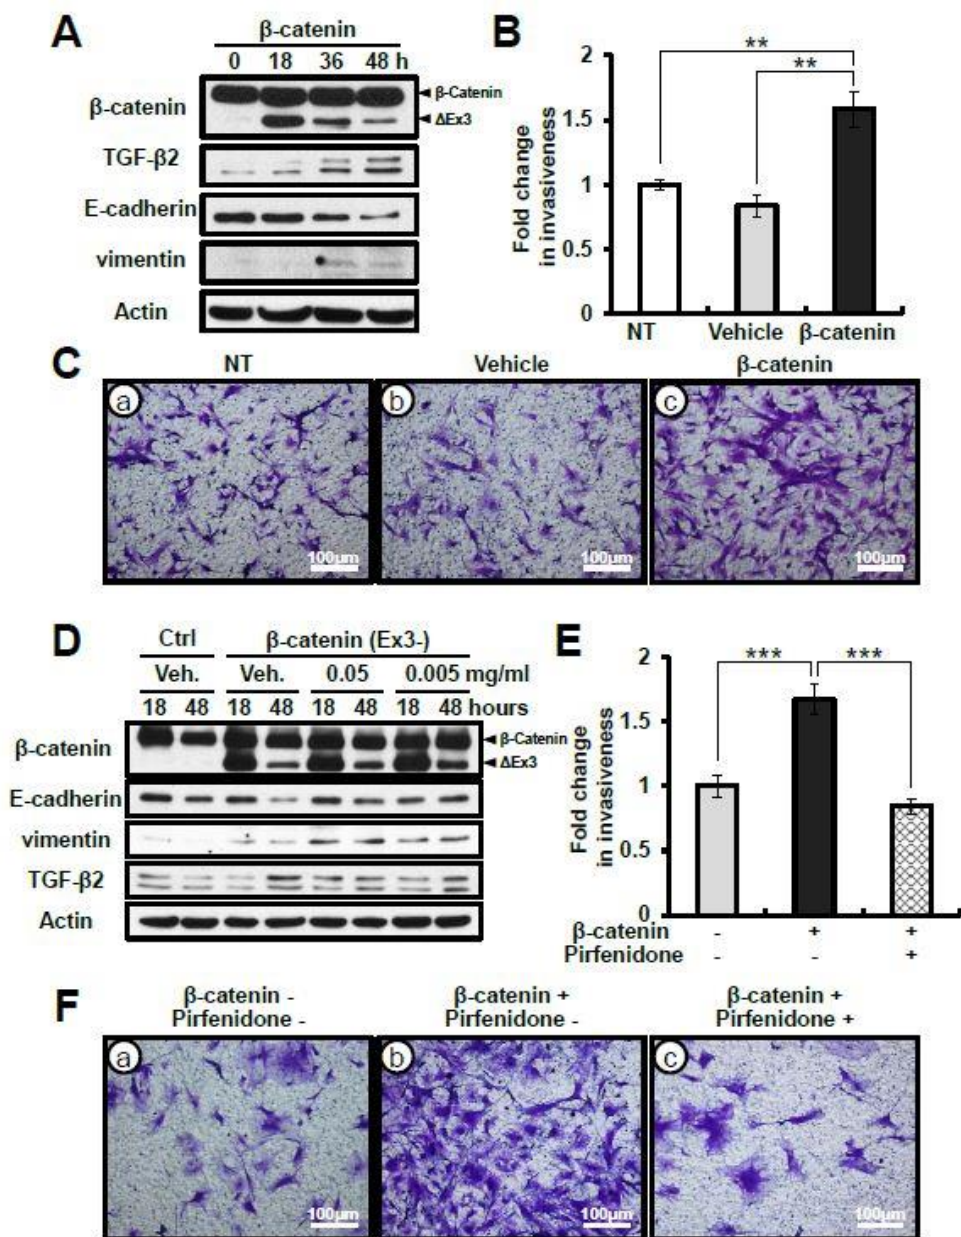 A
β-catenin
0 18 36 48 h
β-catenin
β-Catenin
ΔEx3
TGF-β2
E-cadherin
vimentin
Actin
B
Fold change
in invasiveness
2
1.5
1
0.5
0
**
**
NT Vehicle β-catenin
C
NT Vehicle β-catenin
a b c
100μm 100μm 100μm
D
Ctrl β-catenin (Ex3-)
Veh. Veh. 0.05 0.005 mg/ml
18 48 18 48 18 48 18 48 hours
β-catenin
β-Catenin
ΔEx3
E-cadherin
vimentin
TGF-β2
Actin
E
Fold change
in invasiveness
2
1.5
1
0.5
0
*** ***
β-catenin - + +
Pirfenidone - - +
F
β-catenin - β-catenin + β-catenin +
Pirfenidone - Pirfenidone - Pirfenidone +
a b c
100μm 100μm 100μm